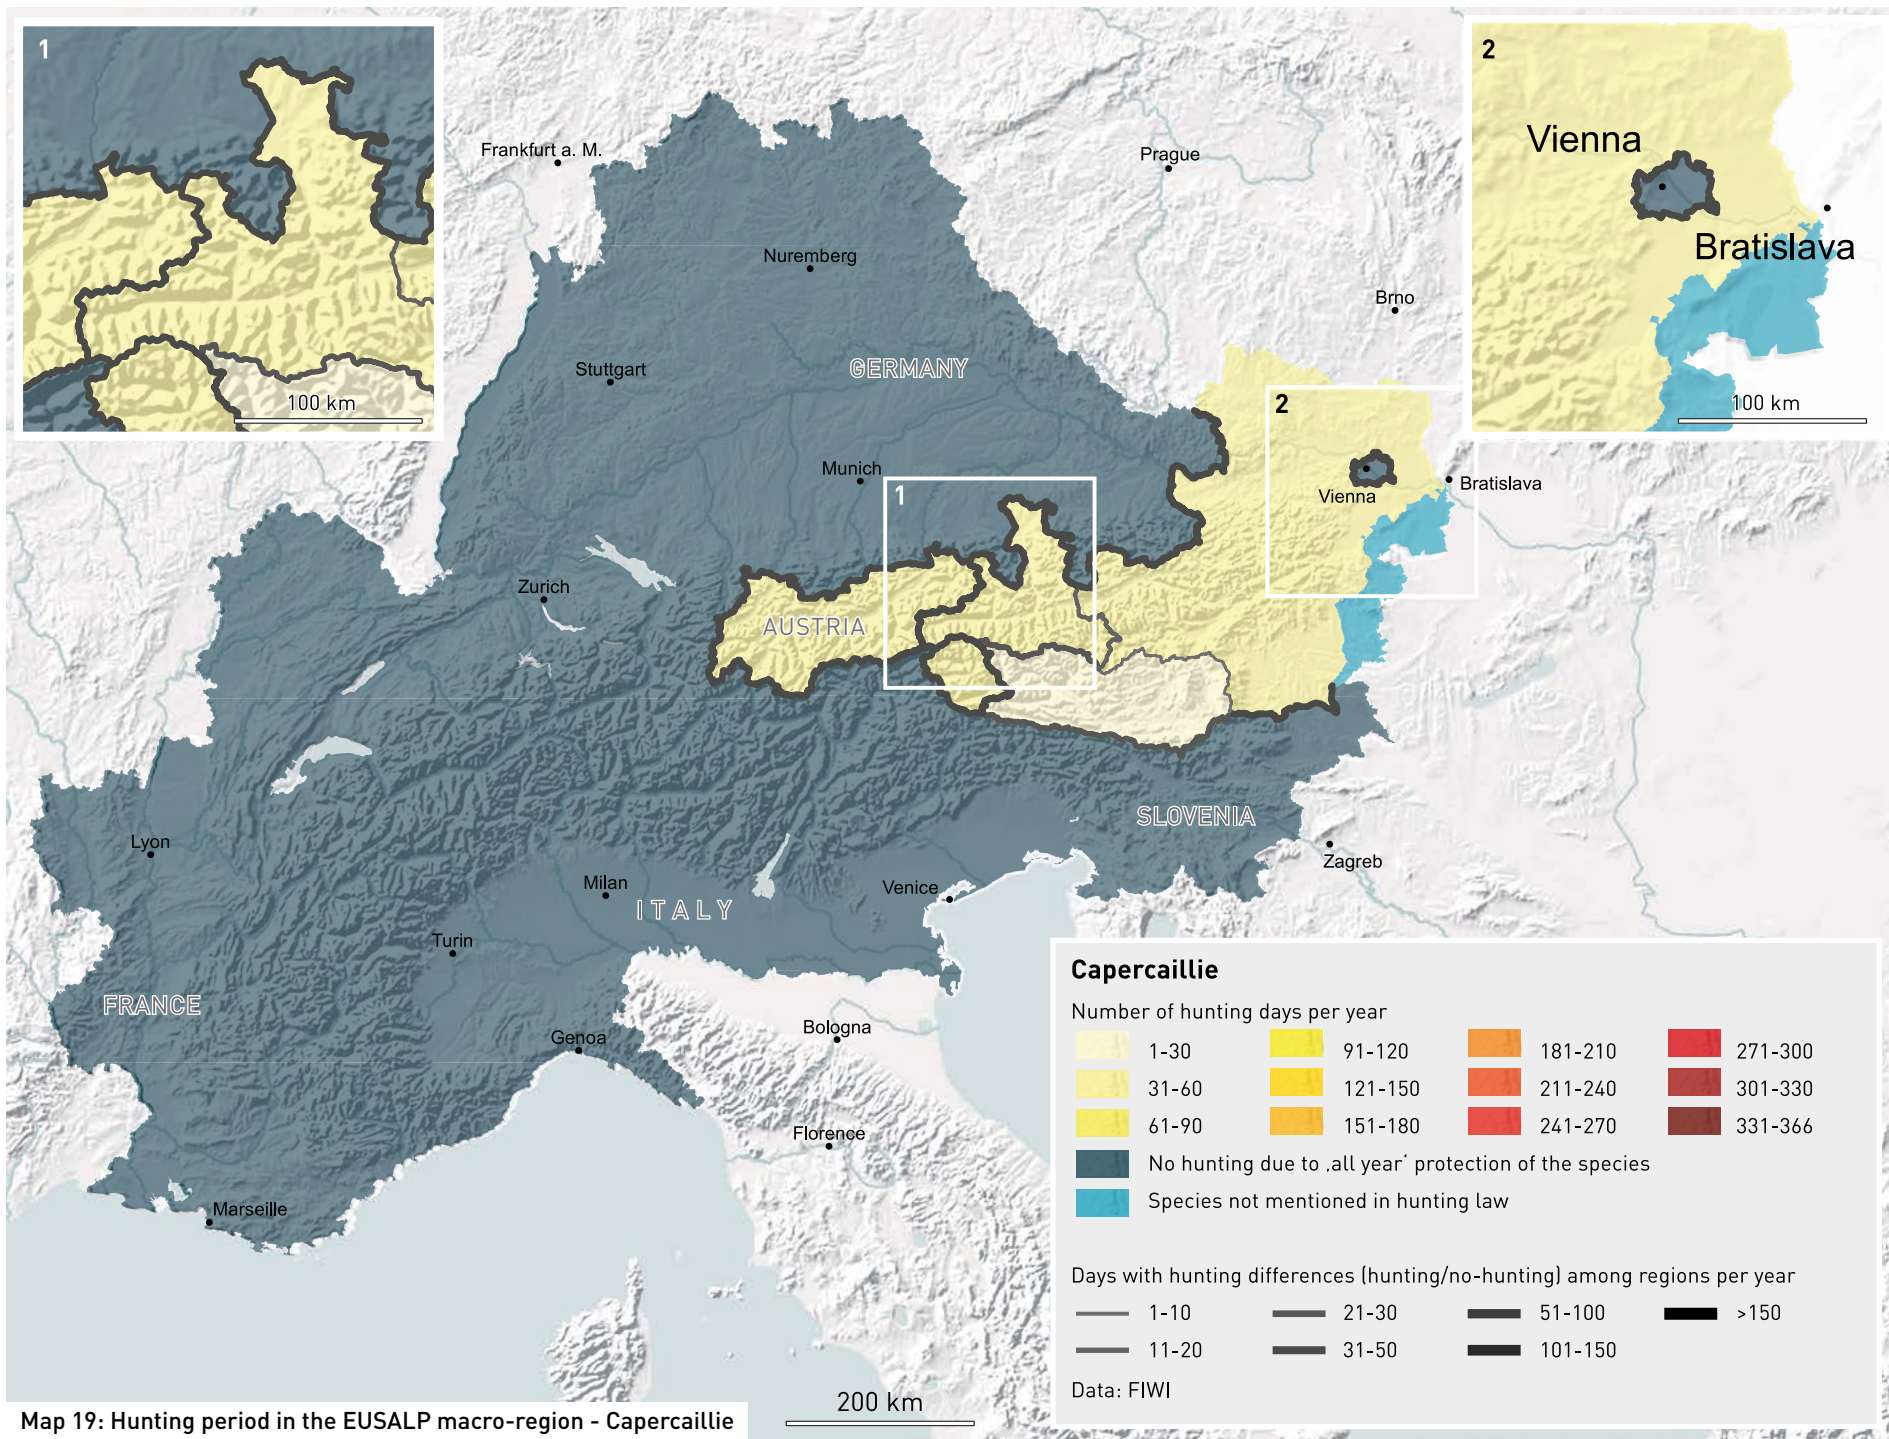 1
100 km
2
Vienna
Bratislava
100 km
Frankfurt a. M.
Prague
Nuremberg
Brno
Stuttgart
GERMANY
Munich
2
Vienna
Bratislava
1
Zurich
AUSTRIA
SLOVENIA
Lyon
Zagreb
Milan
ITALY
Venice
Turin
FRANCE
Genoa
Bologna
Florence
Marseille
Capercaillie
Number of hunting days per year
1-30 91-120 181-210 271-300
31-60 121-150 211-240 301-330
61-90 151-180 241-270 331-366
No hunting due to ‚all year‘ protection of the species
Species not mentioned in hunting law
Days with hunting differences (hunting/no-hunting) among regions per year
1-10 21-30 51-100 >150
11-20 31-50 101-150
Data: FIWI
200 km
Map 19: Hunting period in the EUSALP macro-region - Capercaillie